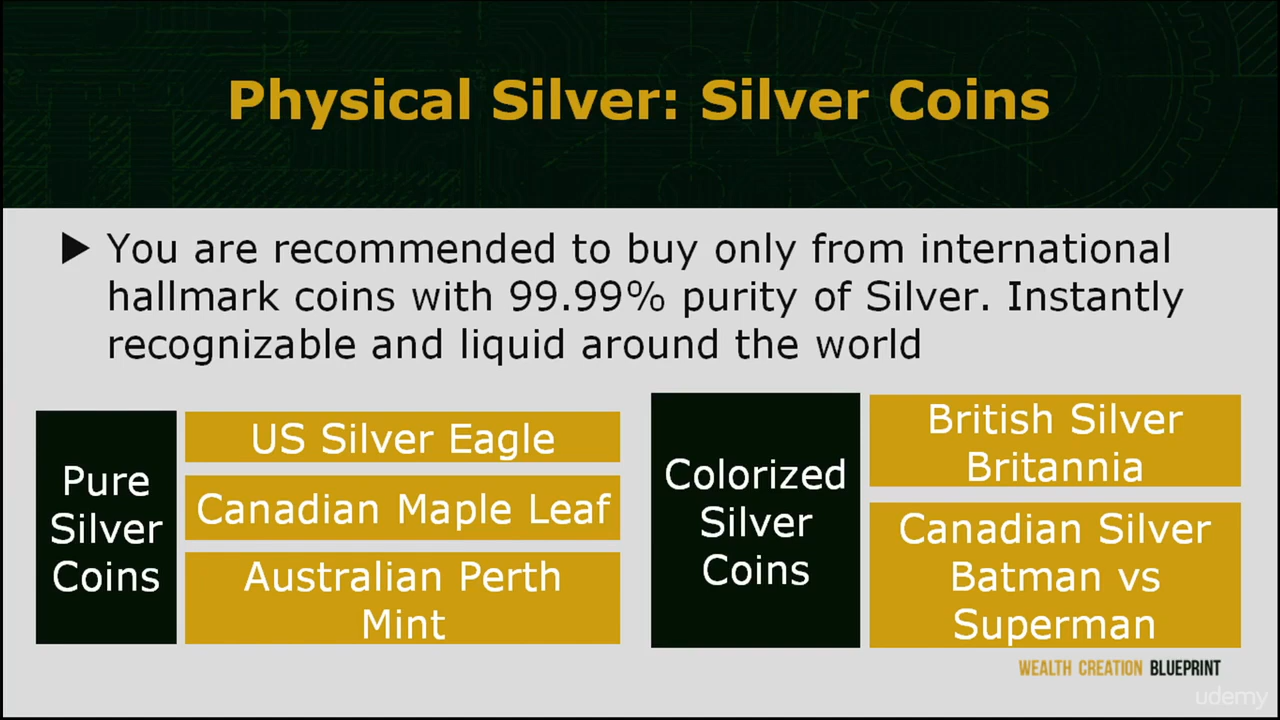 Physical Silver: Silver Coins
You are recommended to buy only from international
hallmark coins with 99.99% purity of Silver. Instantly
recognizable and liquid around the world
Pure
Silver
Coins
US Silver Eagle
Canadian Maple Leaf
Australian Perth
Mint
Colorized
Silver
Coins
British Silver
Britannia
Canadian Silver
Batman vs
Superman
WEALTH CREATION BLUEPRINT
udemy